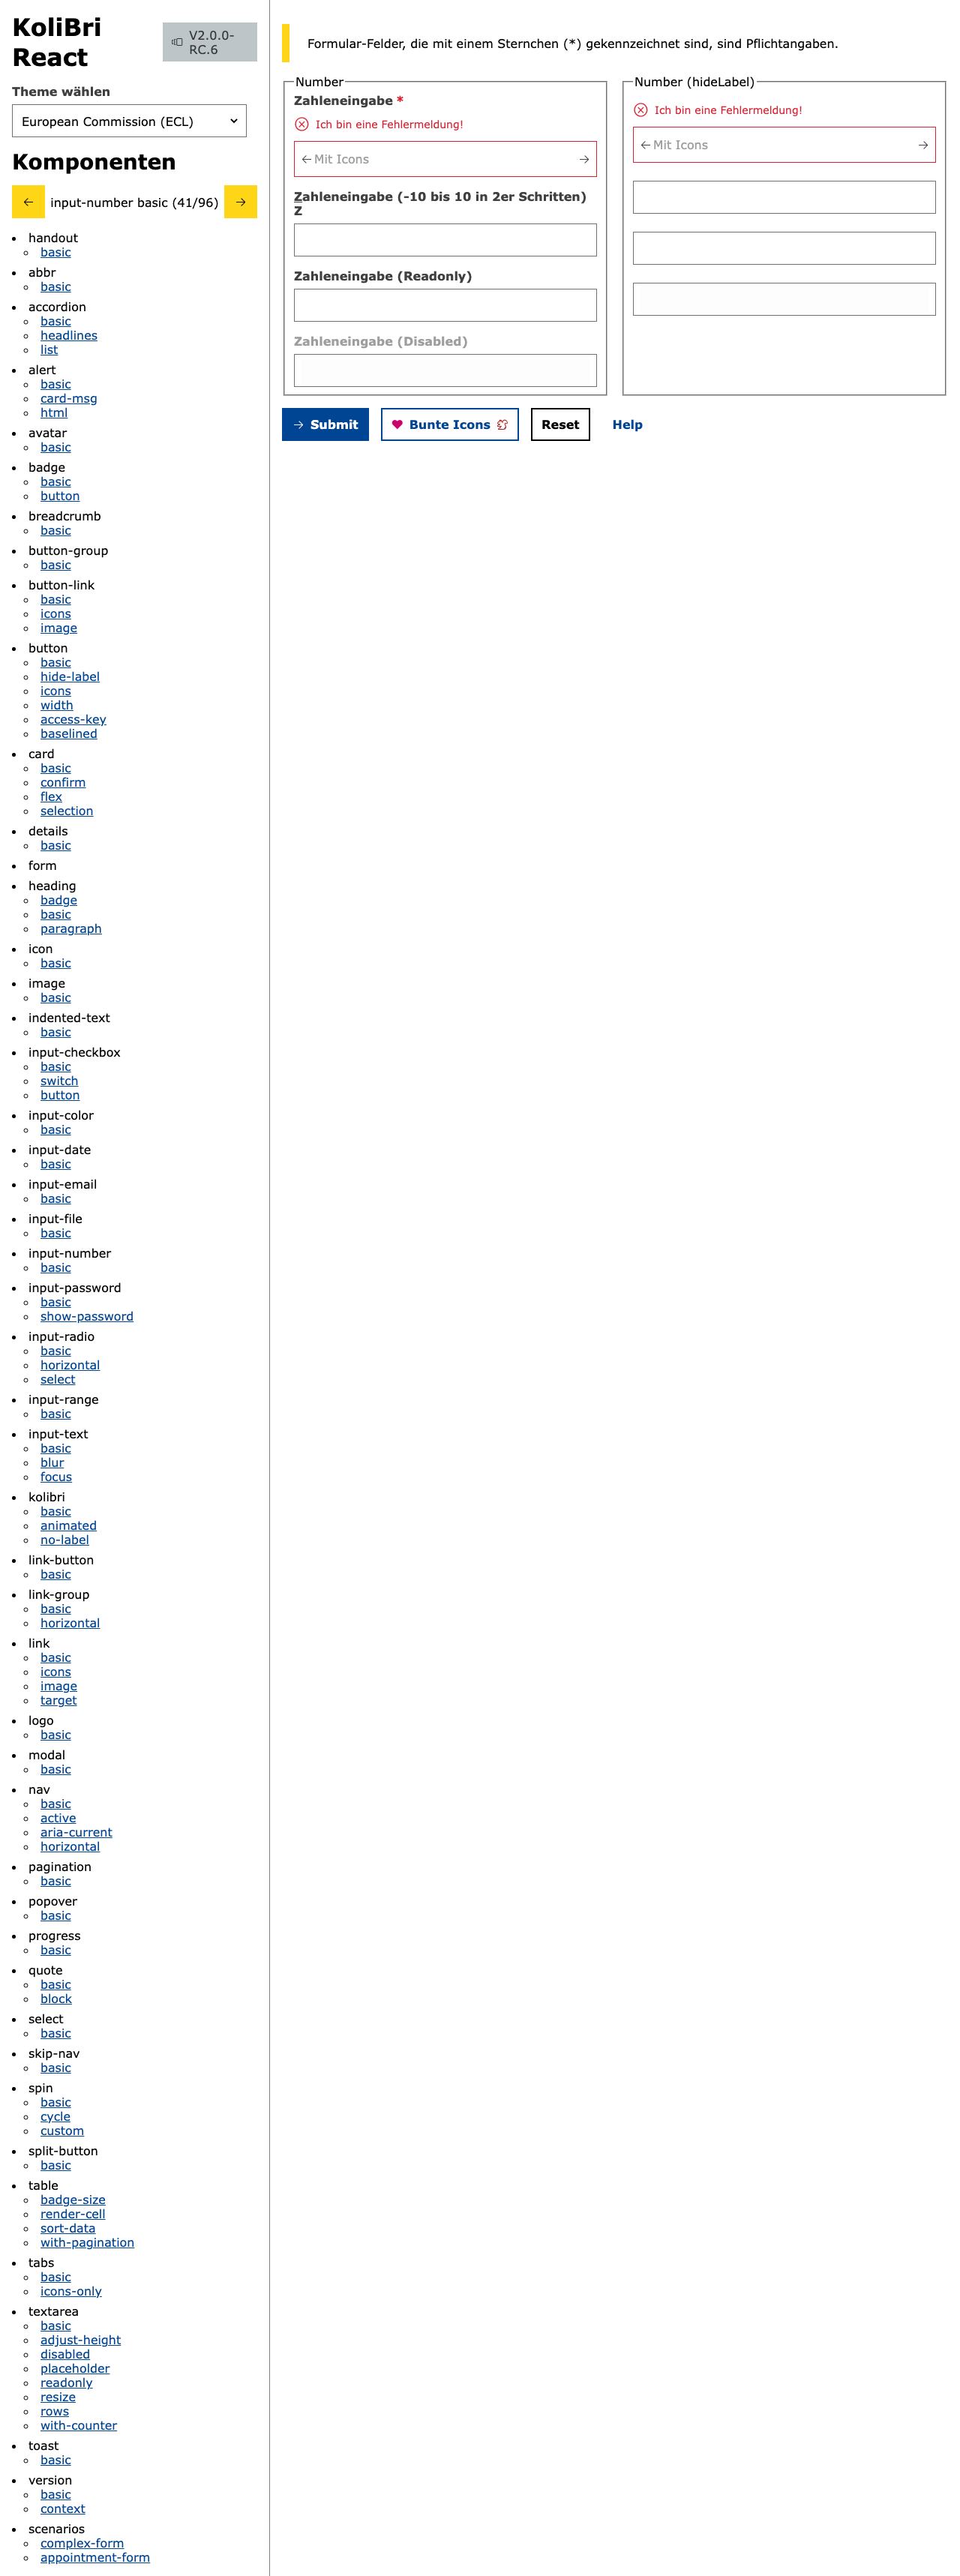 KoliBri
React
V2.0.0-
RC.6
Theme wählen
European Commission (ECL)
Komponenten
input-number basic (41/96)
handout
basic
abbr
basic
accordion
basic
headlines
list
alert
basic
card-msg
html
avatar
basic
badge
basic
button
breadcrumb
basic
button-group
basic
button-link
basic
icons
image
button
basic
hide-label
icons
width
access-key
baselined
card
basic
confirm
flex
selection
details
basic
form
heading
badge
basic
paragraph
icon
basic
image
basic
indented-text
basic
input-checkbox
basic
switch
button
input-color
basic
input-date
basic
input-email
basic
input-file
basic
input-number
basic
input-password
basic
show-password
input-radio
basic
horizontal
select
input-range
basic
input-text
basic
blur
focus
kolibri
basic
animated
no-label
link-button
basic
link-group
basic
horizontal
link
basic
icons
image
target
logo
basic
modal
basic
nav
basic
active
aria-current
horizontal
pagination
basic
popover
basic
progress
basic
quote
basic
block
select
basic
skip-nav
basic
spin
basic
cycle
custom
split-button
basic
table
badge-size
render-cell
sort-data
with-pagination
tabs
basic
icons-only
textarea
basic
adjust-height
disabled
placeholder
readonly
resize
rows
with-counter
toast
basic
version
basic
context
scenarios
complex-form
appointment-form
Formular-Felder, die mit einem Sternchen (*) gekennzeichnet sind, sind Pflichtangaben.
Number
Zahleneingabe *
Ich bin eine Fehlermeldung!
Mit Icons
Zahleneingabe (-10 bis 10 in 2er Schritten)
Z
Zahleneingabe (Readonly)
Zahleneingabe (Disabled)
Number (hideLabel)
Ich bin eine Fehlermeldung!
Mit Icons
Submit
Bunte Icons
Reset
Help